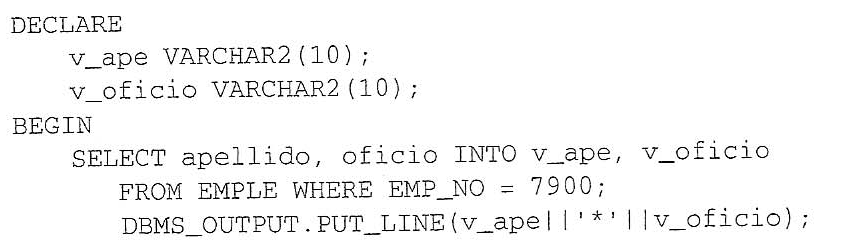 DECLARE
v_ape VARCHAR2(10);
v_oficio VARCHAR2(10);
BEGIN
SELECT apellido, oficio INTO v_ape, v_oficio
FROM EMPLE WHERE EMP_NO = 7900;
DBMS_OUTPUT.PUT_LINE(v_ape||'*'||v_oficio);